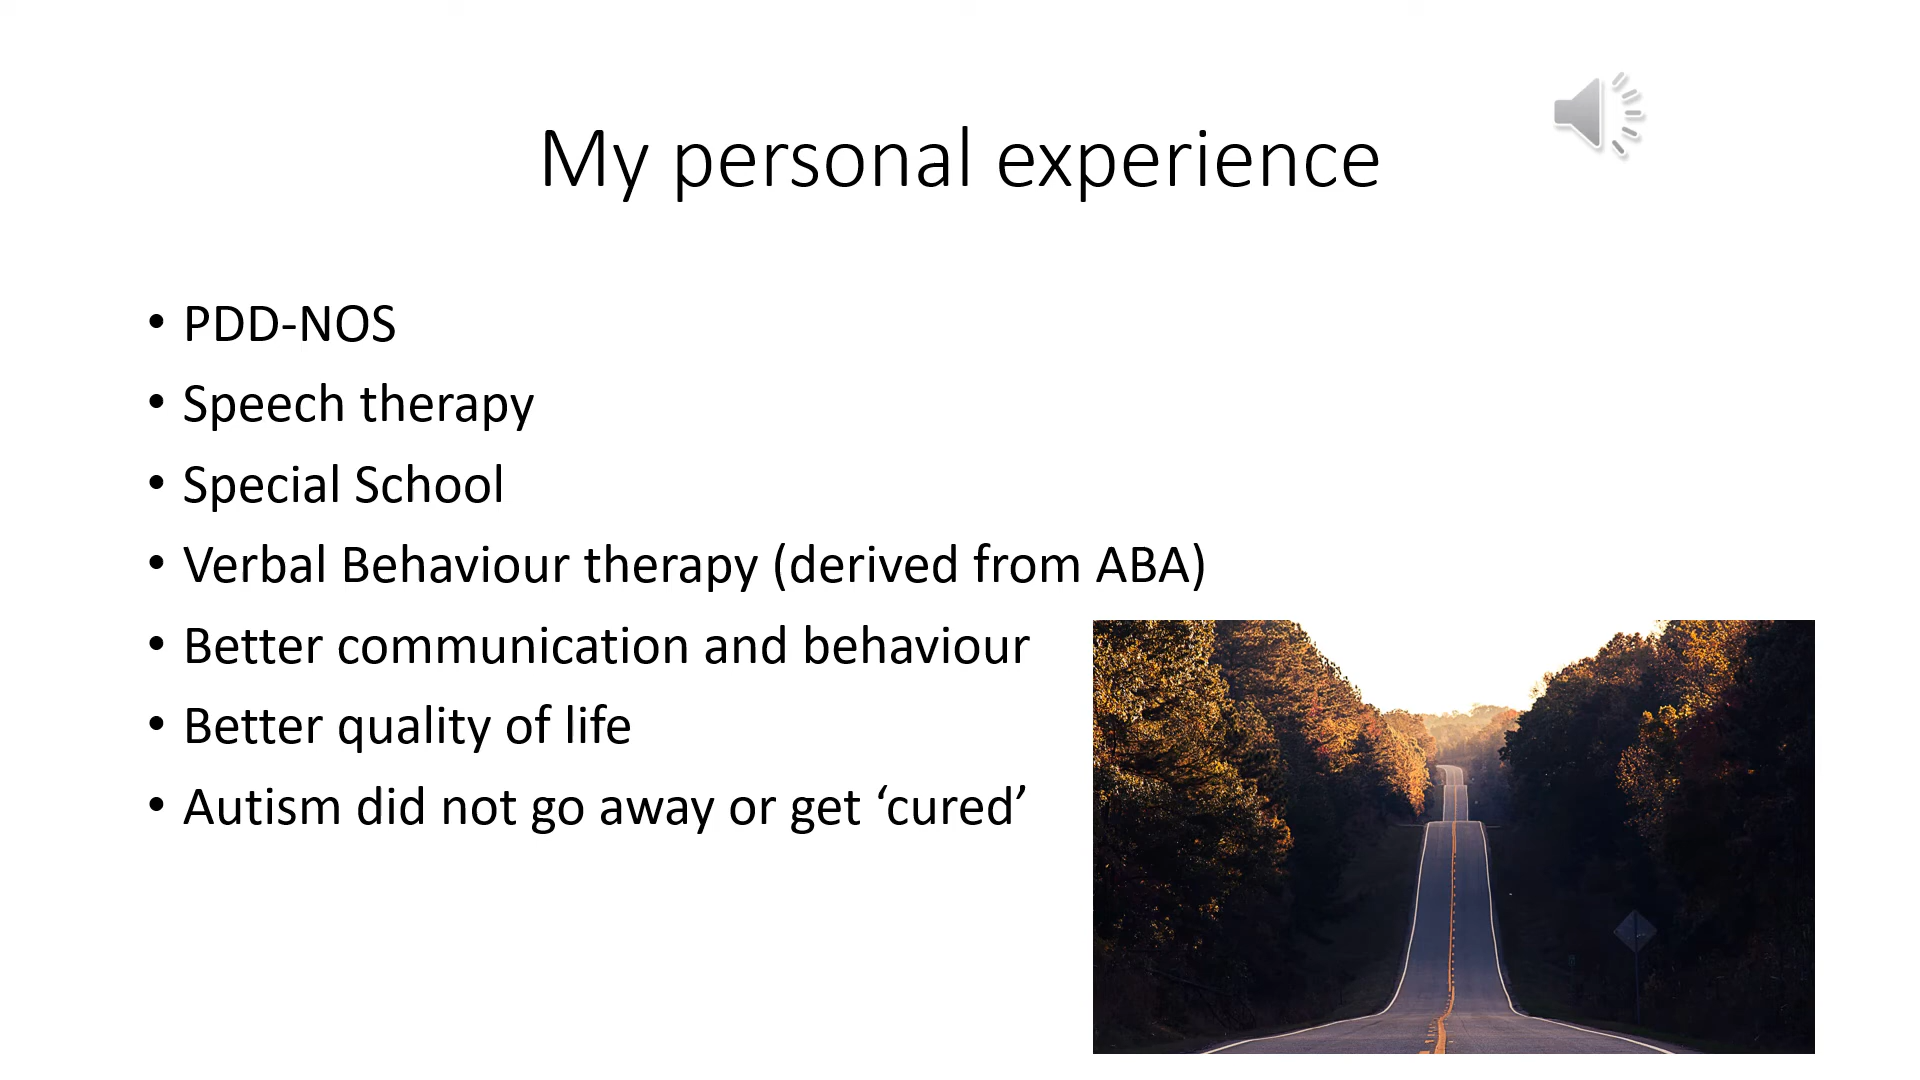 My personal experience
• PDD-NOS
• Speech therapy
• Special School
• Verbal Behaviour therapy (derived from ABA)
• Better communication and behaviour
• Better quality of life
• Autism did not go away or get ‘cured’